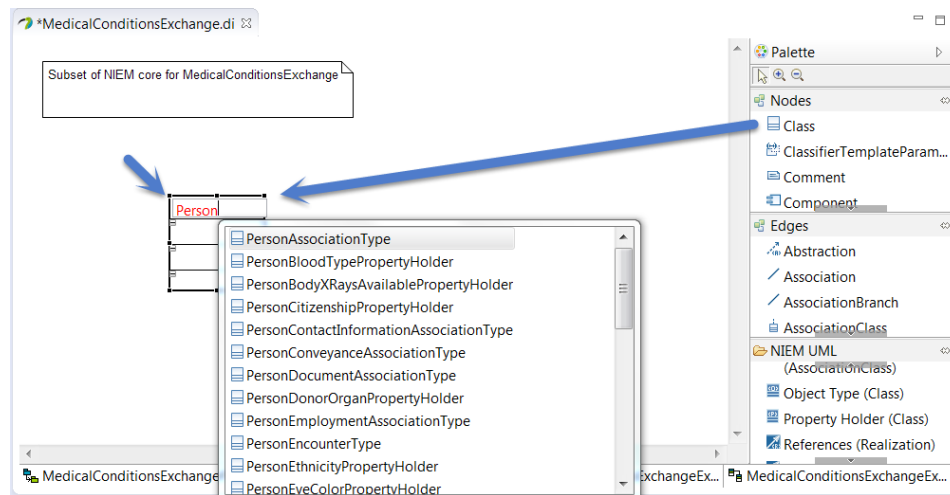 *MedicalConditionsExchange.di
Subset of NIEM core for MedicalConditionsExchange
Person
PersonAssociationType
PersonBloodTypePropertyHolder
PersonBodyXRaysAvailablePropertyHolder
PersonCitizenshipPropertyHolder
PersonContactInformationAssociationType
PersonConveyanceAssociationType
PersonDocumentAssociationType
PersonDonorOrganPropertyHolder
PersonEmploymentAssociationType
PersonEncounterType
PersonEthnicityPropertyHolder
PersonEyeColorPropertyHolder
Palette
Nodes
Class
ClassifierTemplateParam...
Comment
Component
Edges
Abstraction
Association
AssociationBranch
AssociationClass
NIEM UML
(AssociationClass)
Object Type (Class)
Property Holder (Class)
References (Realization)
MedicalConditionsExchange
ExchangeEx...
MedicalConditionsExchangeEx...